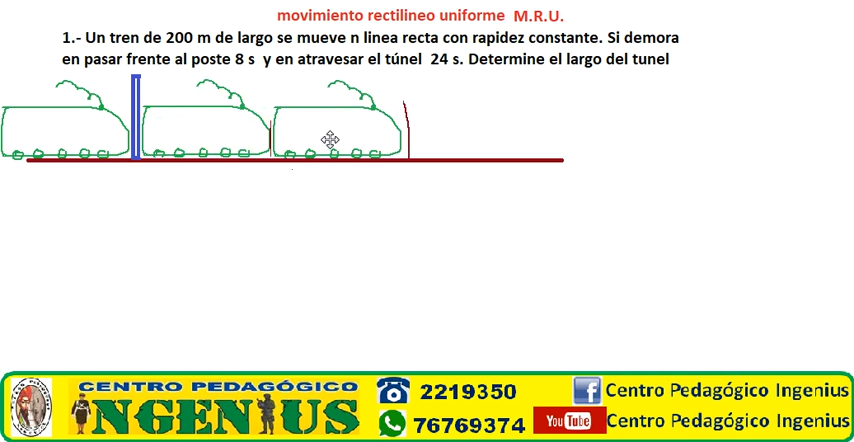 movimiento rectilineo uniforme M.R.U.
1.- Un tren de 200 m de largo se mueve n linea recta con rapidez constante. Si demora
en pasar frente al poste 8 s y en atravesar el túnel 24 s. Determine el largo del tunel
CENTRO PEDAGÓGICO
INGENIUS
2219350
76769374
Centro Pedagógico Ingenius
YouTube Centro Pedagógico Ingenius